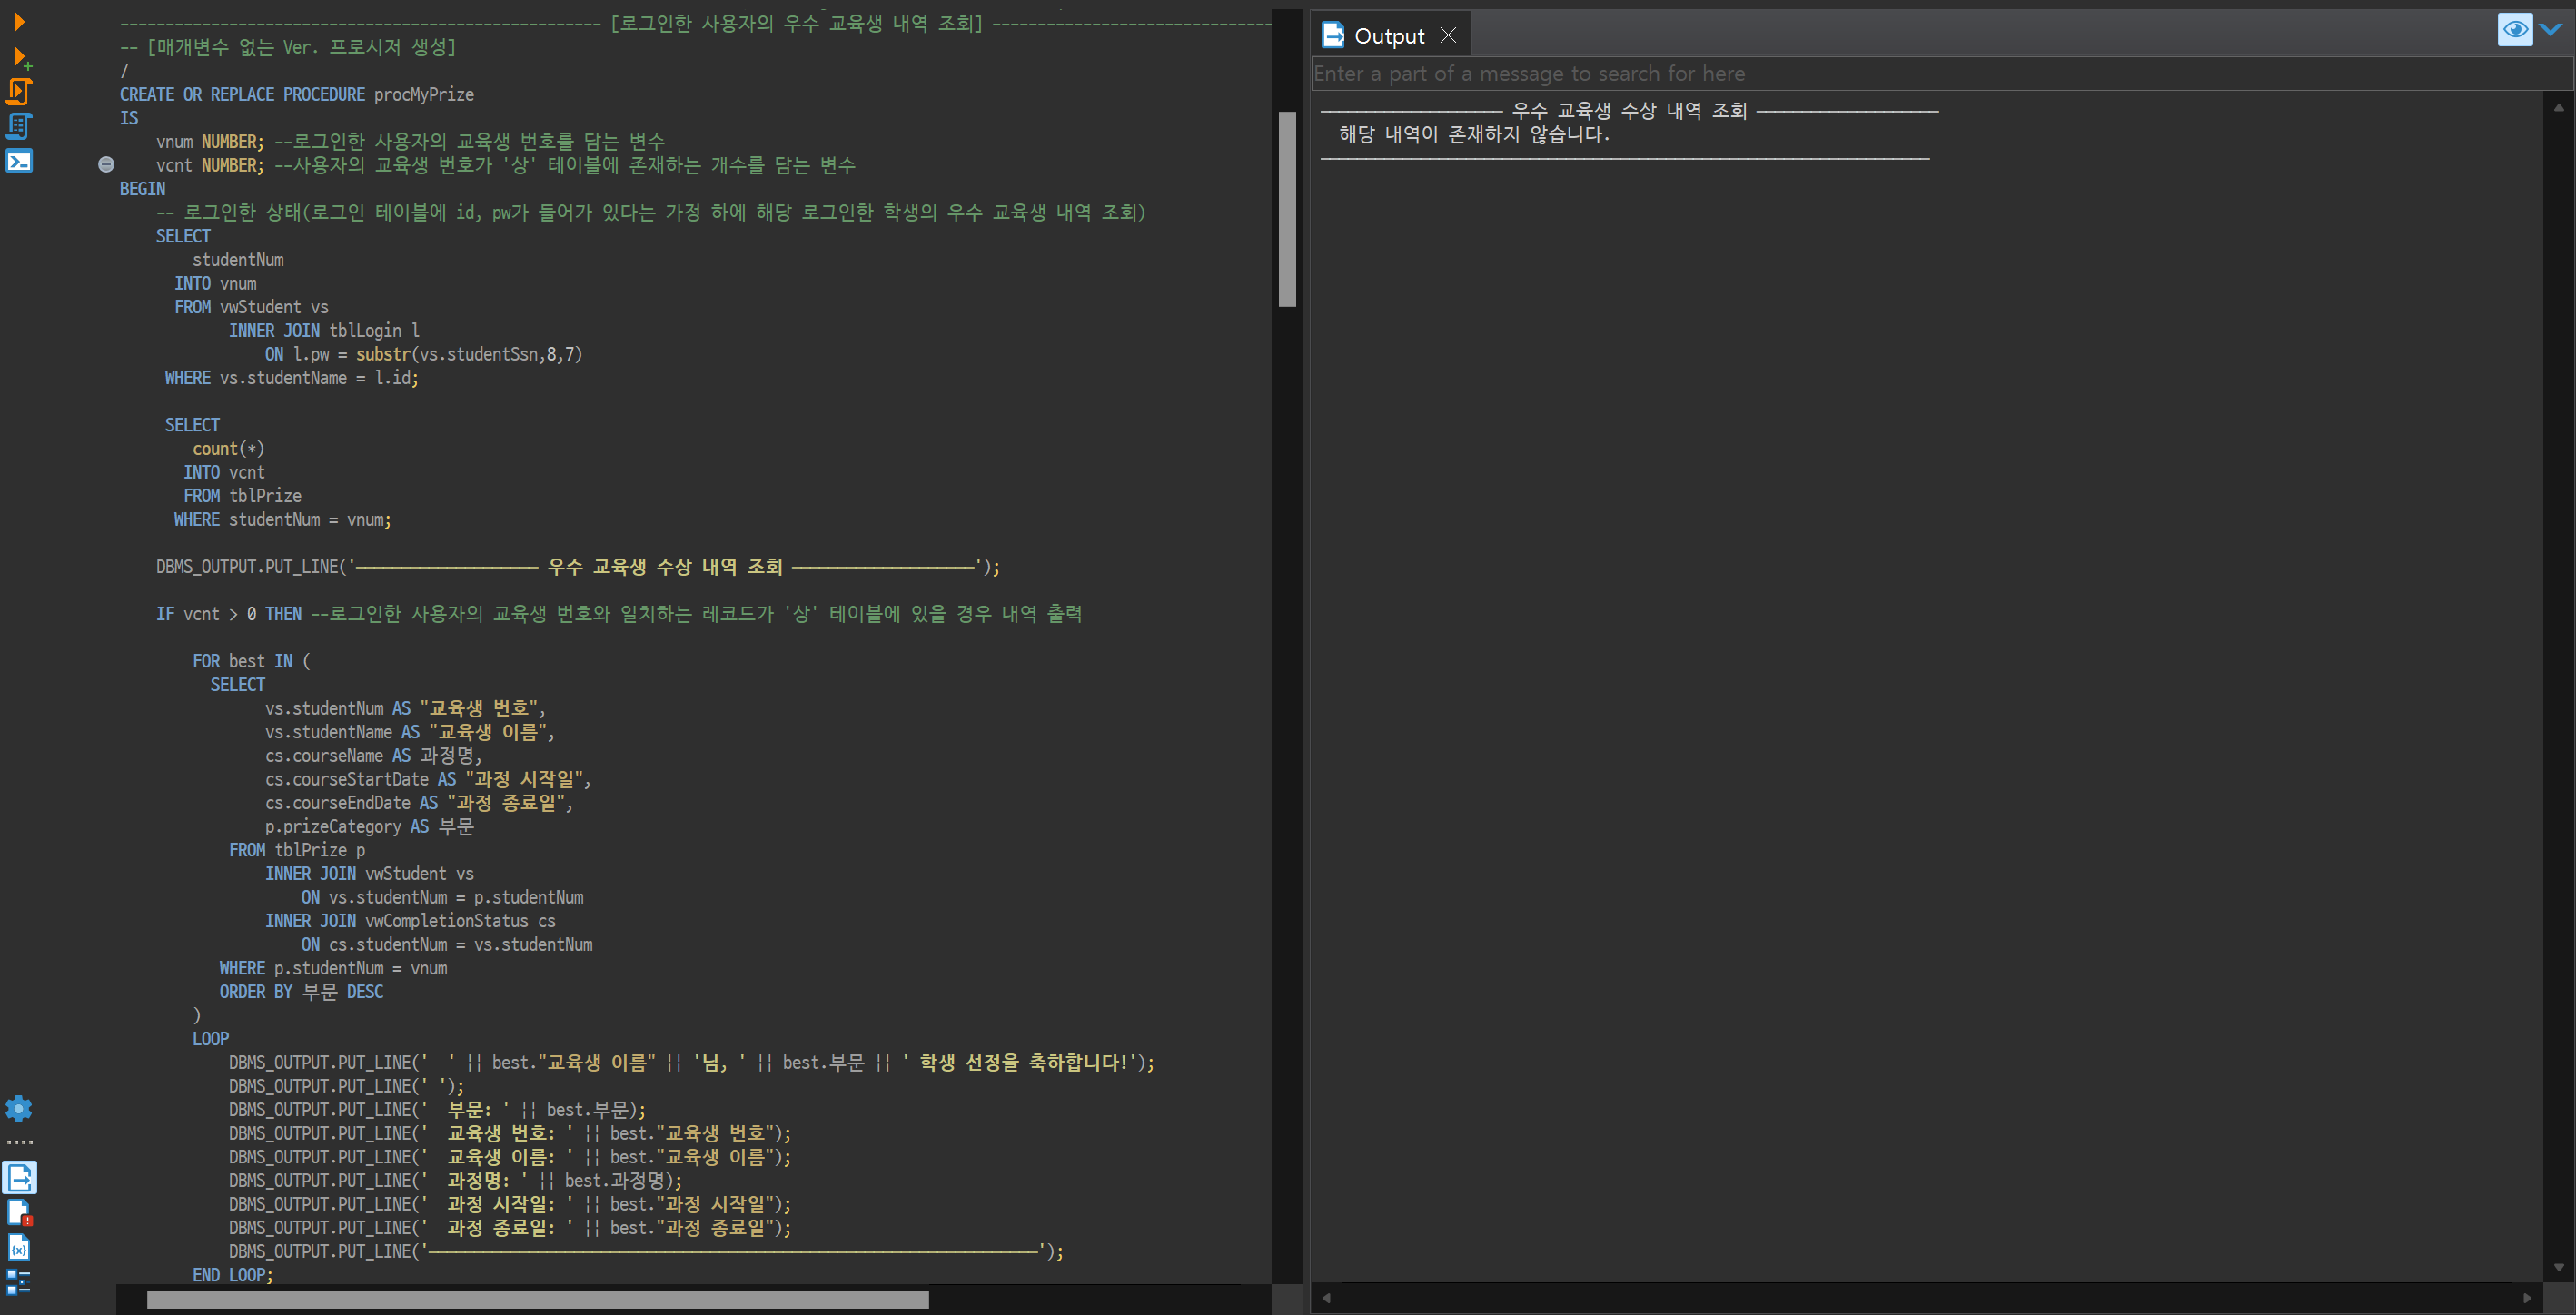 ---------------------------------------------------- [로그인한 사용자의 우수 교육생 내역 조회] ------------------------------
-- [매개변수 없는 Ver. 프로시저 생성]
/
CREATE OR REPLACE PROCEDURE procMyPrize
IS
vnum NUMBER; --로그인한 사용자의 교육생 번호를 담는 변수
vcnt NUMBER; --사용자의 교육생 번호가 '상' 테이블에 존재하는 개수를 담는 변수
BEGIN
-- 로그인한 상태(로그인 테이블에 id, pw가 들어가 있다는 가정 하에 해당 로그인한 학생의 우수 교육생 내역 조회)
SELECT
studentNum
INTO vnum
FROM vwStudent vs
INNER JOIN tblLogin l
ON l.pw = substr(vs.studentSsn,8,7)
WHERE vs.studentName = l.id;
SELECT
count(*)
INTO vcnt
FROM tblPrize
WHERE studentNum = vnum;
DBMS_OUTPUT.PUT_LINE('──────────────────── 우수 교육생 수상 내역 조회 ────────────────────');
IF vcnt > 0 THEN --로그인한 사용자의 교육생 번호와 일치하는 레코드가 '상' 테이블에 있을 경우 내역 출력
FOR best IN (
SELECT
vs.studentNum AS "교육생 번호",
vs.studentName AS "교육생 이름",
cs.courseName AS 과정명,
cs.courseStartDate AS "과정 시작일",
cs.courseEndDate AS "과정 종료일",
p.prizeCategory AS 부문
FROM tblPrize p
INNER JOIN vwStudent vs
ON vs.studentNum = p.studentNum
INNER JOIN vwCompletionStatus cs
ON cs.studentNum = vs.studentNum
WHERE p.studentNum = vnum
ORDER BY 부문 DESC
)
LOOP
DBMS_OUTPUT.PUT_LINE('  ' || best."교육생 이름" || '님, ' || best.부문 || ' 학생 선정을 축하합니다!');
DBMS_OUTPUT.PUT_LINE(' ');
DBMS_OUTPUT.PUT_LINE('  부문: ' || best.부문);
DBMS_OUTPUT.PUT_LINE('  교육생 번호: ' || best."교육생 번호");
DBMS_OUTPUT.PUT_LINE('  교육생 이름: ' || best."교육생 이름");
DBMS_OUTPUT.PUT_LINE('  과정명: ' || best.과정명);
DBMS_OUTPUT.PUT_LINE('  과정 시작일: ' || best."과정 시작일");
DBMS_OUTPUT.PUT_LINE('  과정 종료일: ' || best."과정 종료일");
DBMS_OUTPUT.PUT_LINE('───────────────────────────────────────────────────────────────────');
END LOOP;
Output
Enter a part of a message to search for here
──────────────────── 우수 교육생 수상 내역 조회 ────────────────────
해당 내역이 존재하지 않습니다.
───────────────────────────────────────────────────────────────────